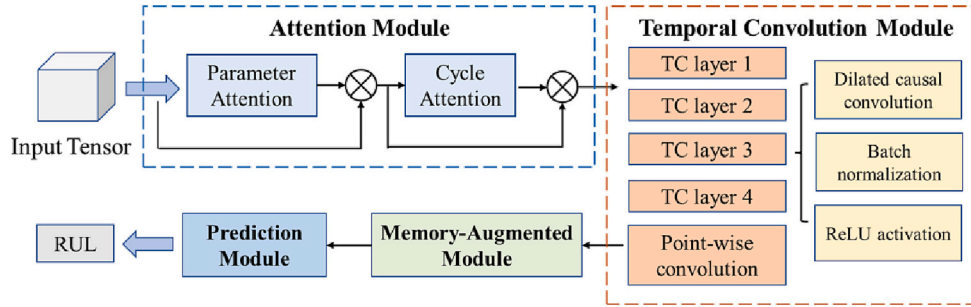 Attention Module
Temporal Convolution Module
Input Tensor
Parameter
Attention
Cycle
Attention
TC layer 1
TC layer 2
TC layer 3
TC layer 4
Point-wise
convolution
Dilated causal
convolution
Batch
normalization
ReLU activation
Memory-Augmented
Module
Prediction
Module
RUL